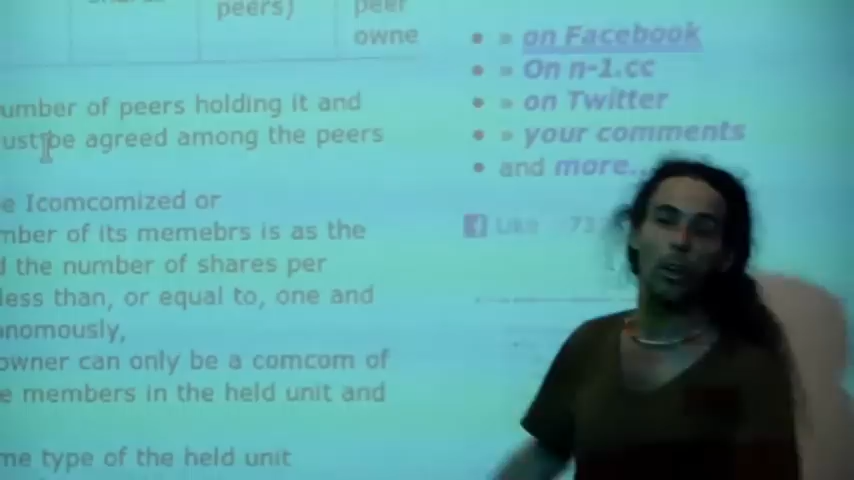 peers)
peer
owne
umber of peers holding it and
ust be agreed among the peers
e Icomcomized or
mber of its memebrs is as the
d the number of shares per
less than, or equal to, one and
onomously,
owner can only be a comcom of
e members in the held unit and
me type of the held unit
» on Facebook
» On n-1.cc
» on Twitter
» your comments
and more..
Like 73